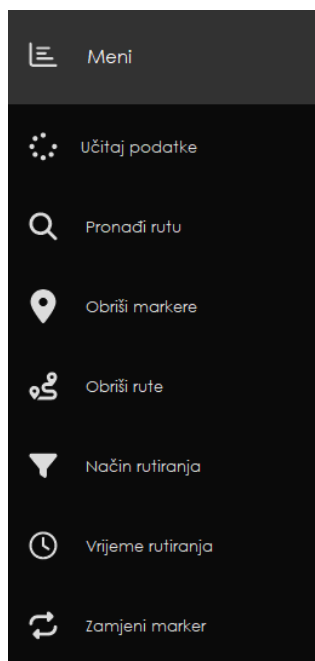 Meni
Učitaj podatke
Pronađi rutu
Obriši markere
Obriši rute
Način rutiranja
Vrijeme rutiranja
Zamjeni marker